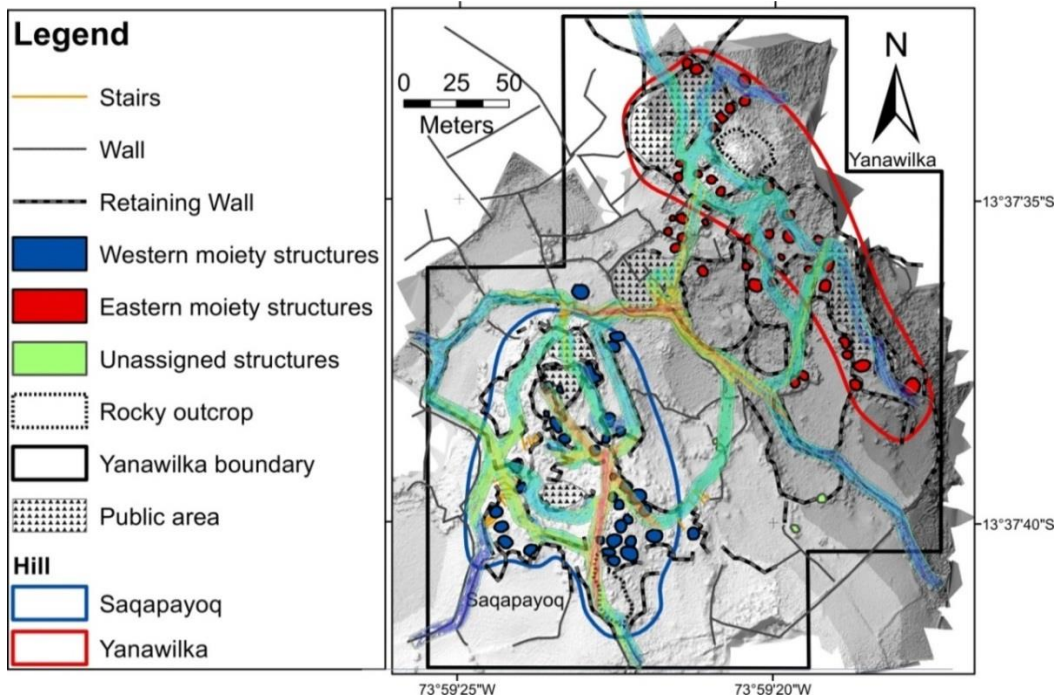 Legend
Stairs
Wall
Retaining Wall
Western moiety structures
Eastern moiety structures
Unassigned structures
Rocky outcrop
Yanawilka boundary
Public area
Hill
Saqapayoq
Yanawilka
0 25 50
Meters
N
Yanawilka
13°37'35"S
13°37'40"S
Saqapayoq
73°59'25"W
73°59'20"W